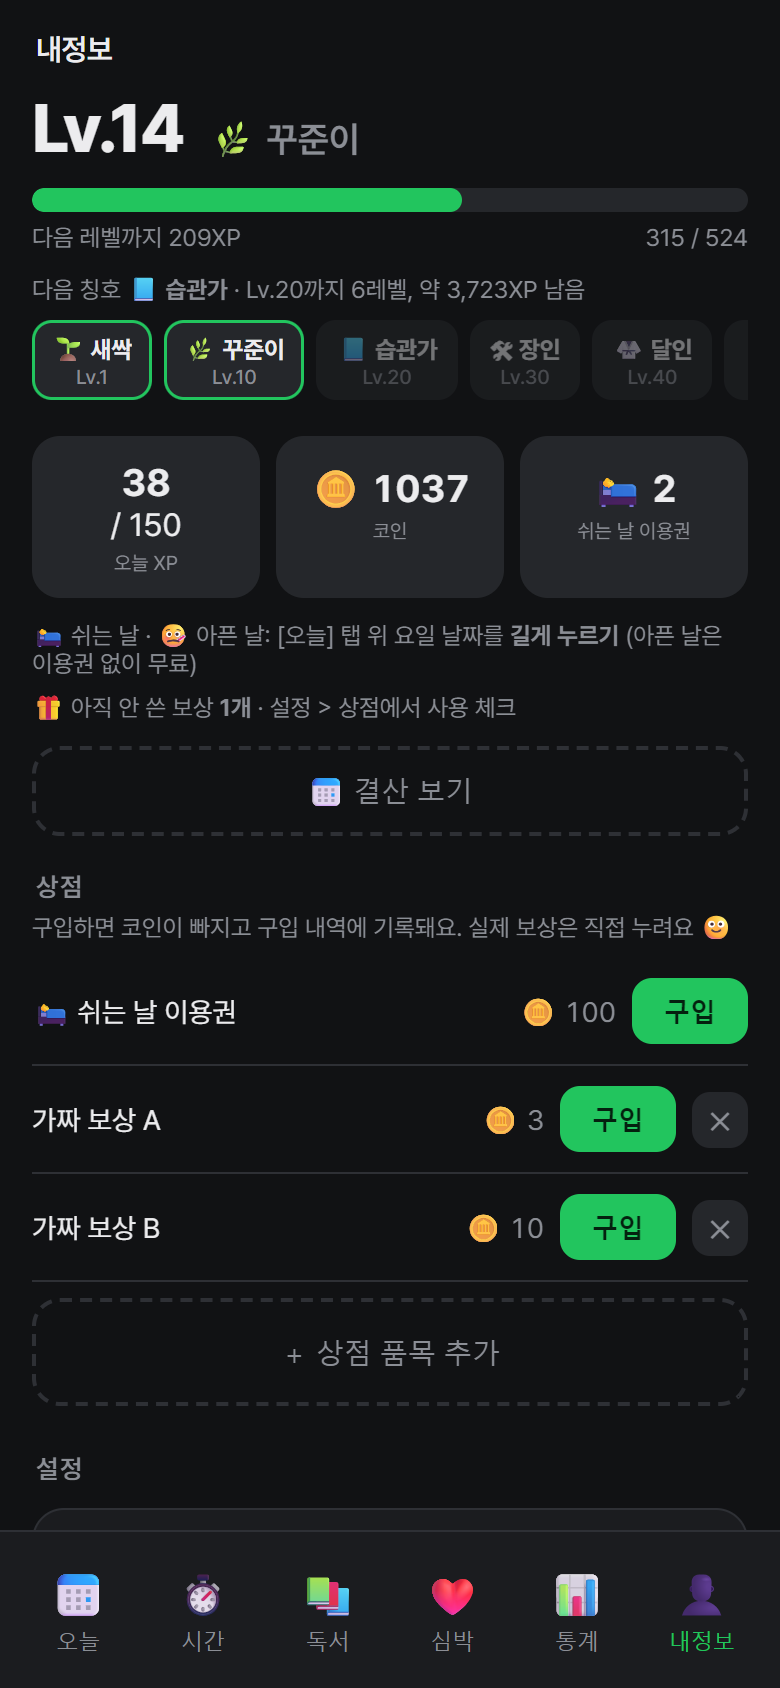 내정보
Lv.14 🌿 꾸준이
다음 레벨까지 209XP 315 / 524
다음 칭호 📘 습관가 · Lv.20까지 6레벨, 약 3,723XP 남음
🌱 새싹 🌿 꾸준이 📘 습관가 🛠 장인 🥋 달인
Lv.1 Lv.10 Lv.20 Lv.30 Lv.40
38
/ 150
오늘 XP
🪙 1037
코인
🛌 2
쉬는 날 이용권
🛌 쉬는 날 · 🤒 아픈 날: [오늘] 탭 위 요일 날짜를 길게 누르기 (아픈 날은
이용권 없이 무료)
🎁 아직 안 쓴 보상 1개 · 설정 > 상점에서 사용 체크
📅 결산 보기
상점
구입하면 코인이 빠지고 구입 내역에 기록돼요. 실제 보상은 직접 누려요 🙂
🛌 쉬는 날 이용권 🪙 100 구입
가짜 보상 A 🪙 3 구입 ×
가짜 보상 B 🪙 10 구입 ×
+ 상점 품목 추가
설정
오늘 시간 독서 심박 통계 내정보